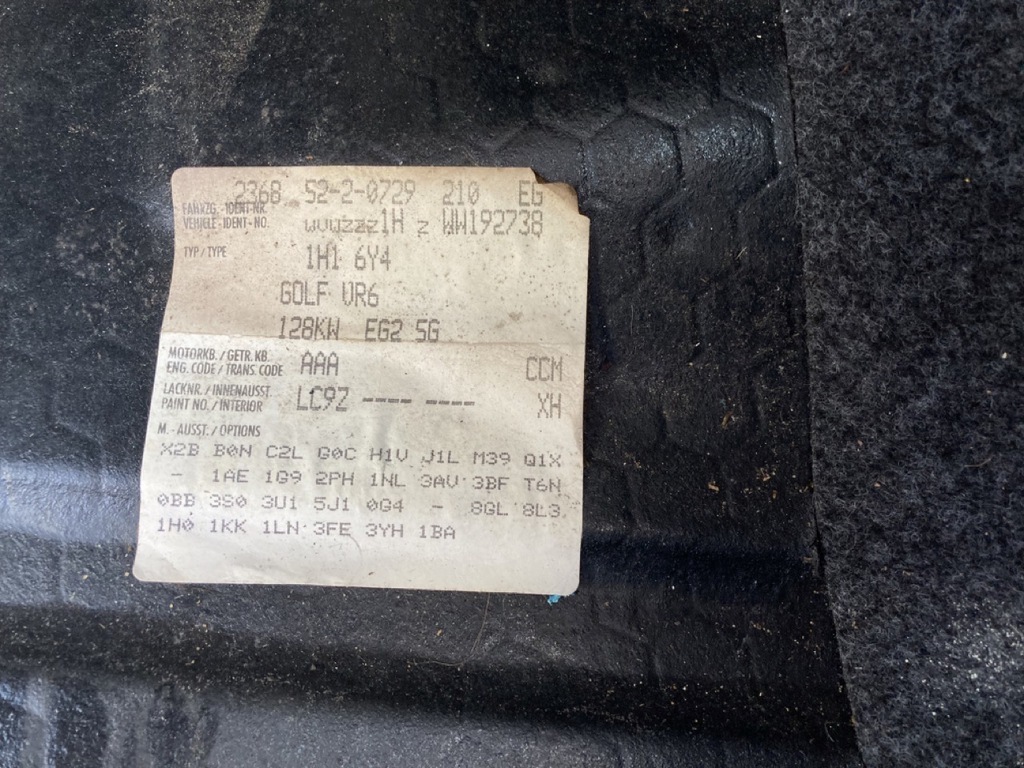 2368 52-2-0729 210 EG
FAHRZG.-IDENT-NR.
VEHICLE-IDENT-NO. WVWZZZ1H Z WW192738
TYP / TYPE 1H1 6Y4
GOLF VR6
128KW EG2 5G
MOTORKB. / GETR. KB.
ENG. CODE / TRANS. CODE AAA CCM
LACKNR. / INNENAUSST.
PAINT NO. / INTERIOR LC9Z ---- ---- XH
M.- AUSST. / OPTIONS
X2B B0N C2L G0C H1V J1L M39 Q1X
- 1AE 1G9 2PH 1NL 3AV 3BF T6N
0BB 3S0 3U1 5J1 0G4 - 8GL 8L3
1H0 1KK 1LN 3FE 3YH 1BA